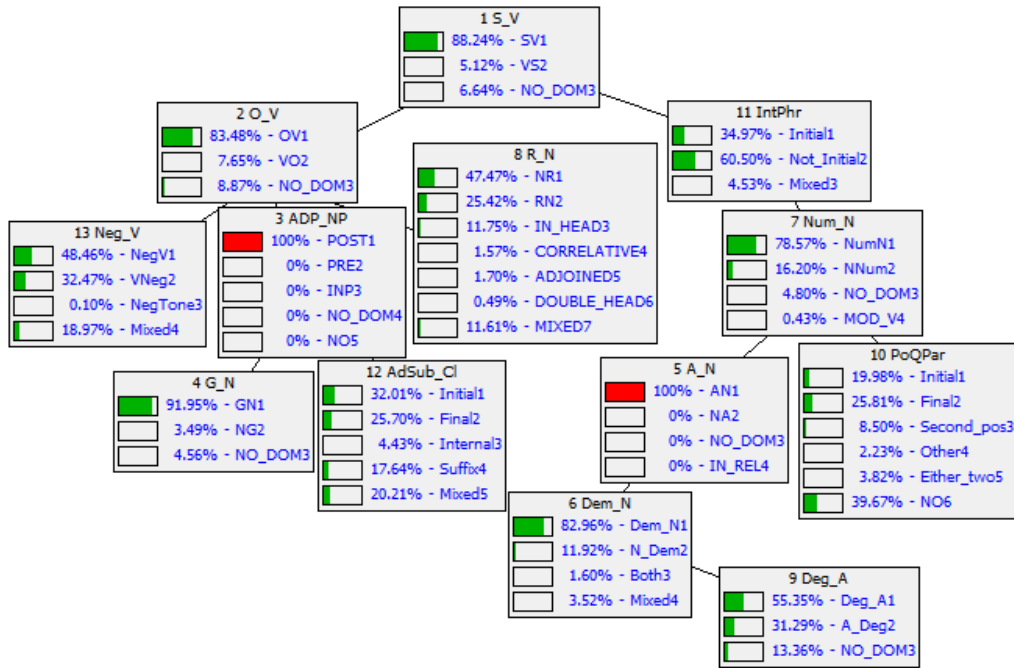 1 S_V
88.24% - SV1
5.12% - VS2
6.64% - NO_DOM3
2 O_V
83.48% - OV1
7.65% - VO2
8.87% - NO_DOM3
11 IntPhr
34.97% - Initial1
60.50% - Not_Initial2
4.53% - Mixed3
8 R_N
47.47% - NR1
25.42% - RN2
11.75% - IN_HEAD3
1.57% - CORRELATIVE4
1.70% - ADJOINED5
0.49% - DOUBLE_HEAD6
11.61% - MIXED7
13 Neg_V
48.46% - NegV1
32.47% - VNeg2
0.10% - NegTone3
18.97% - Mixed4
3 ADP_NP
100% - POST1
0% - PRE2
0% - INP3
0% - NO_DOM4
0% - NO5
7 Num_N
78.57% - NumN1
16.20% - NNum2
4.80% - NO_DOM3
0.43% - MOD_V4
4 G_N
91.95% - GN1
3.49% - NG2
4.56% - NO_DOM3
12 AdSub_Cl
32.01% - Initial1
25.70% - Final2
4.43% - Internal3
17.64% - Suffix4
20.21% - Mixed5
5 A_N
100% - AN1
0% - NA2
0% - NO_DOM3
0% - IN_REL4
10 PoQPar
19.98% - Initial1
25.81% - Final2
8.50% - Second_pos3
2.23% - Other4
3.82% - Either_two5
39.67% - NO6
6 Dem_N
82.96% - Dem_N1
11.92% - N_Dem2
1.60% - Both3
3.52% - Mixed4
9 Deg_A
55.35% - Deg_A1
31.29% - A_Deg2
13.36% - NO_DOM3